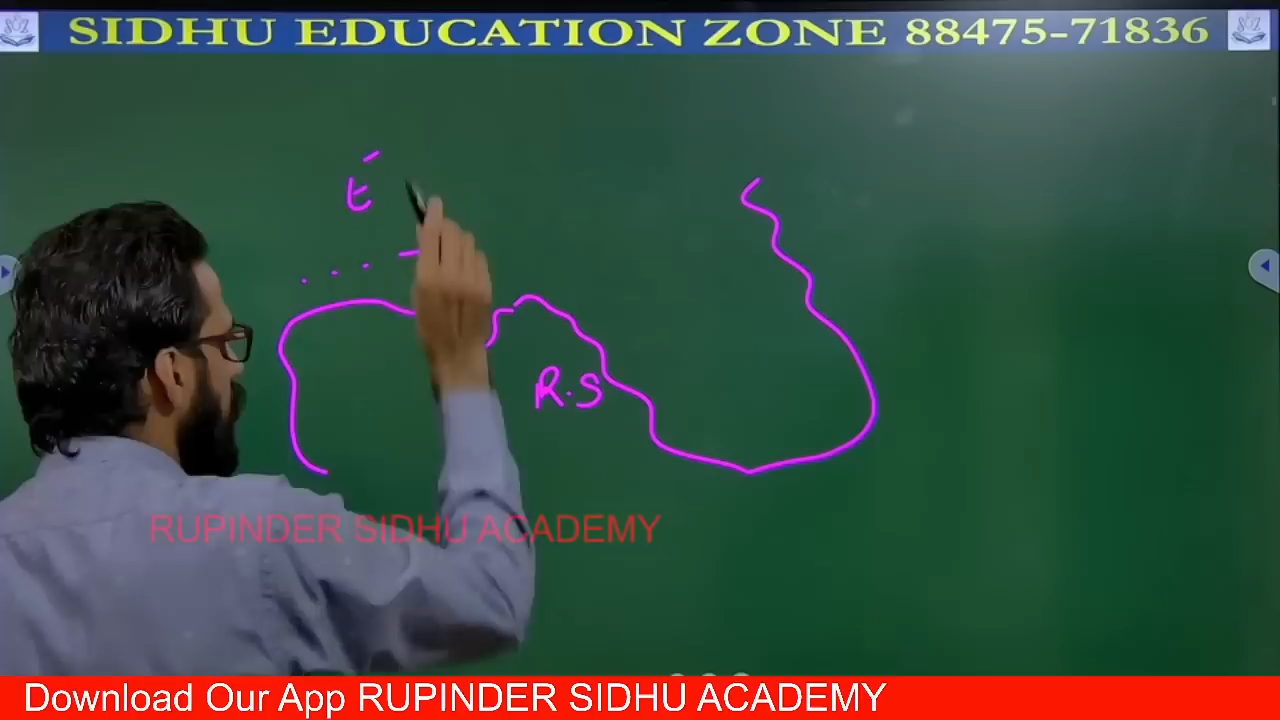 SIDHU EDUCATION ZONE 88475-71836
R.S
RUPINDER SIDHU ACADEMY
Download Our App RUPINDER SIDHU ACADEMY